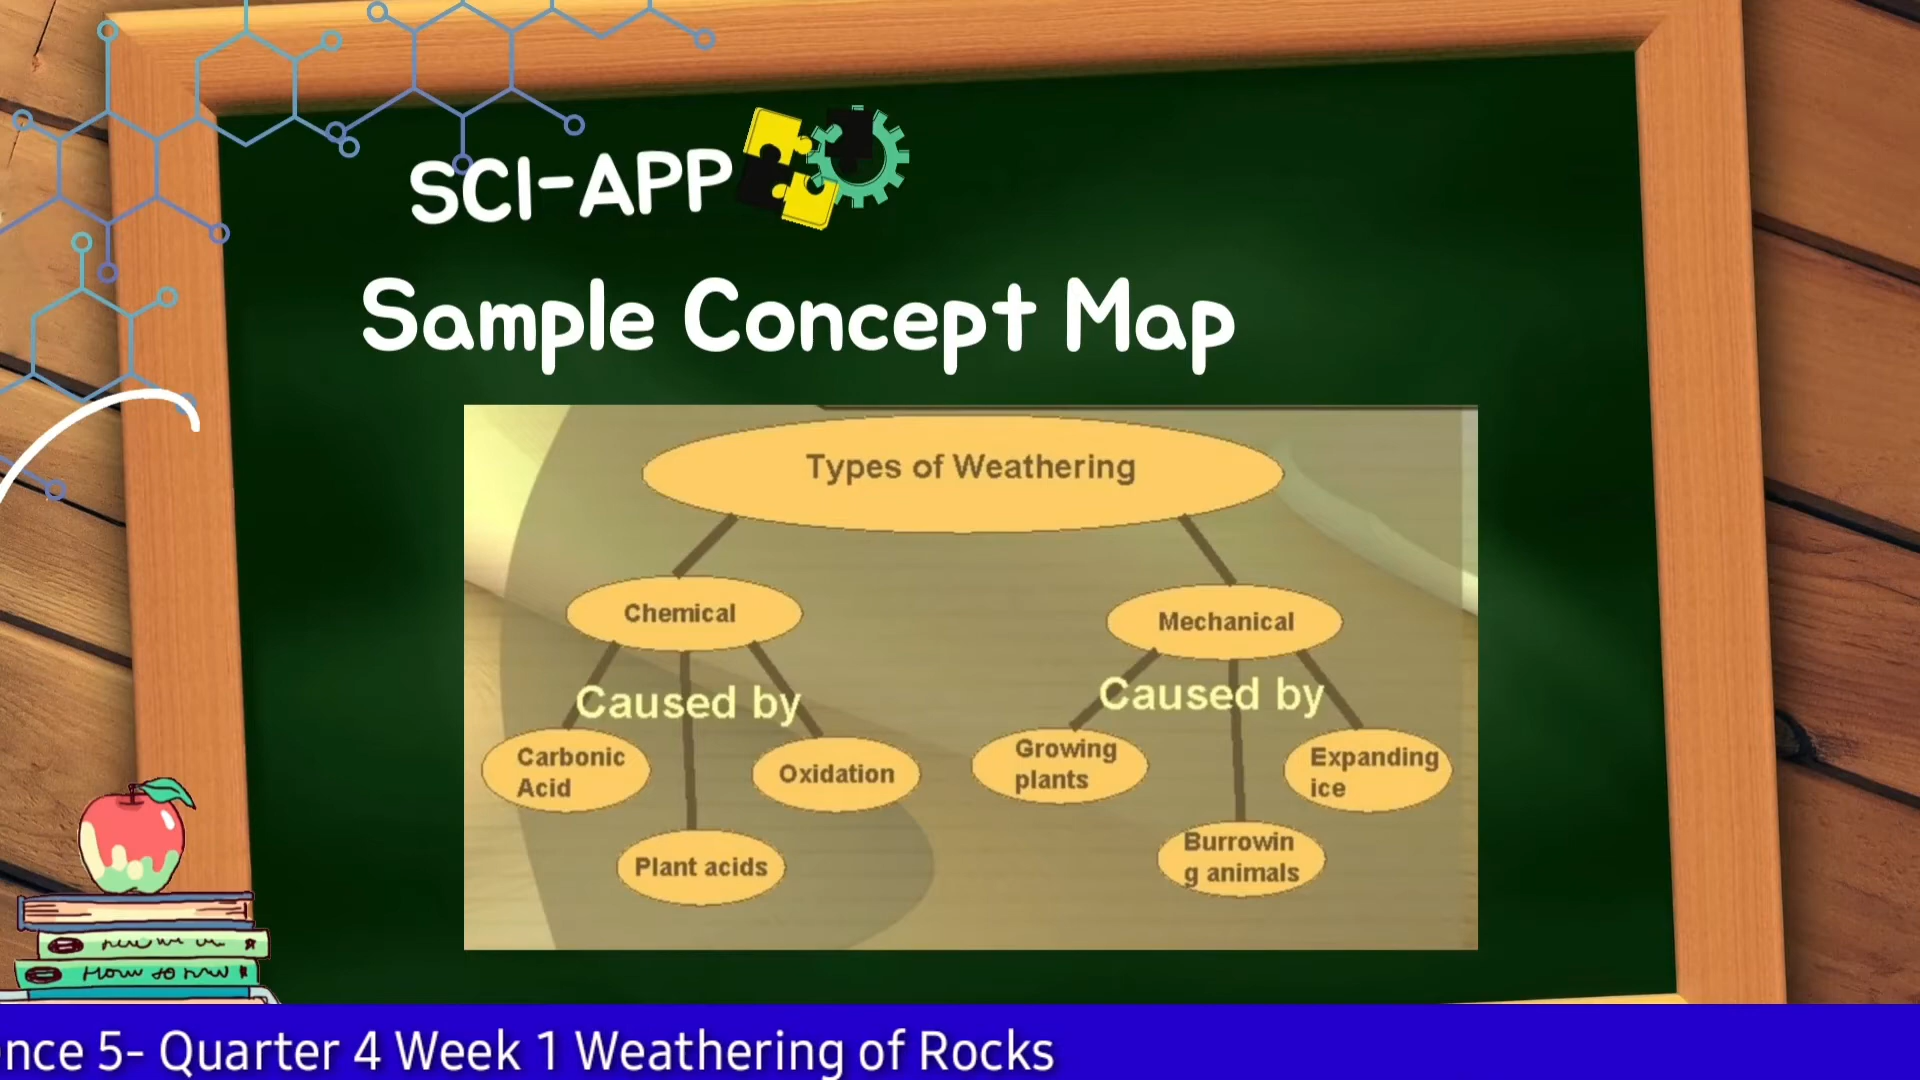 SCI-APP
Sample Concept Map
Types of Weathering
Chemical
Mechanical
Caused by
Caused by
Carbonic
Acid
Oxidation
Plant acids
Growing
plants
Expanding
ice
Burrowin
g animals
nce 5- Quarter 4 Week 1 Weathering of Rocks